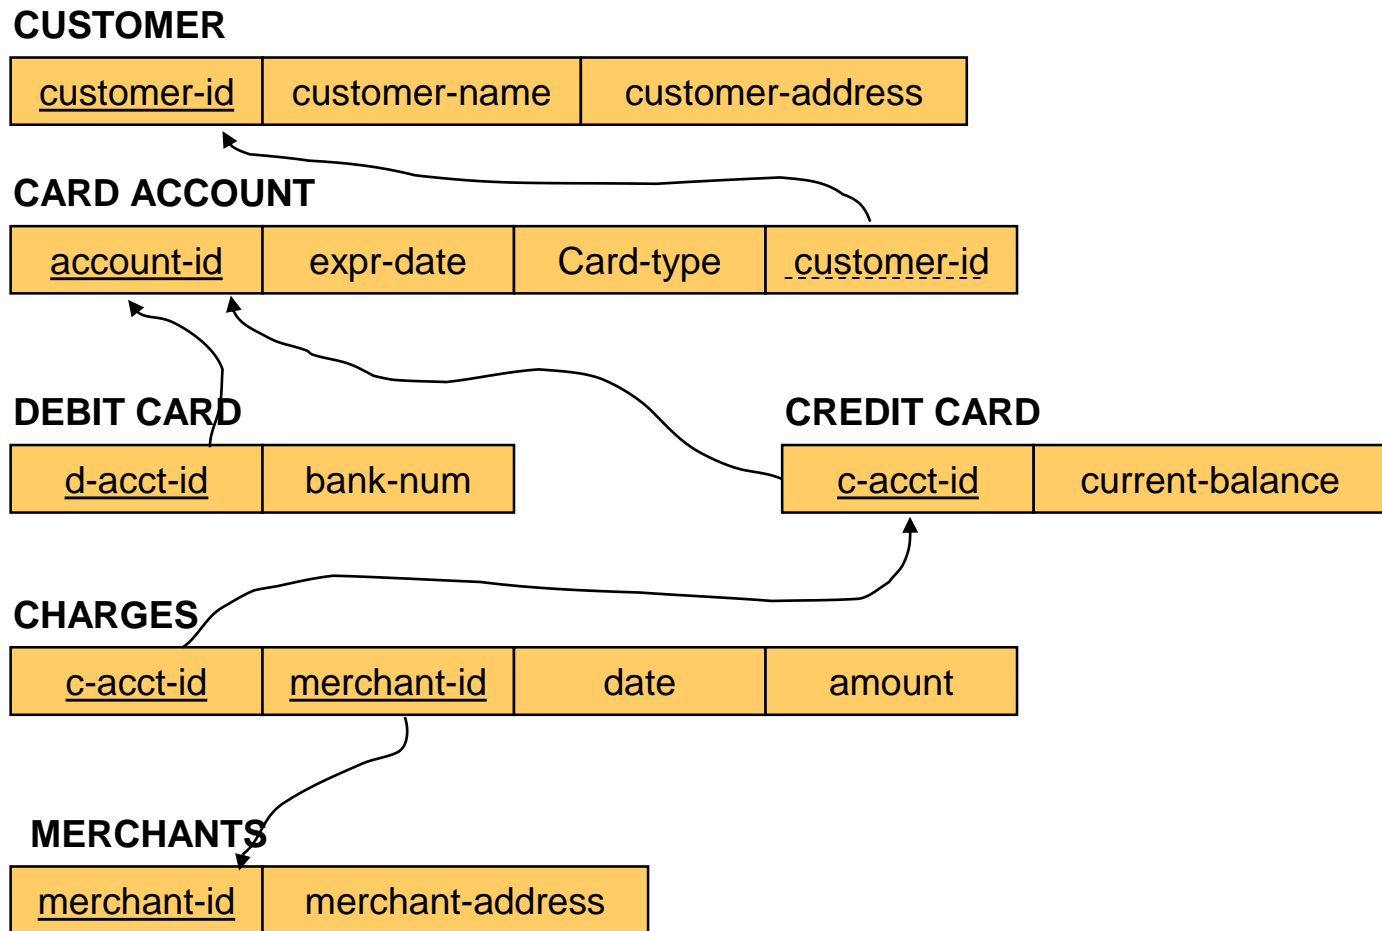 CUSTOMER
customer-id customer-name customer-address
CARD ACCOUNT
account-id expr-date Card-type customer-id
DEBIT CARD CREDIT CARD
d-acct-id bank-num c-acct-id current-balance
CHARGES
c-acct-id merchant-id date amount
MERCHANTS
merchant-id merchant-address